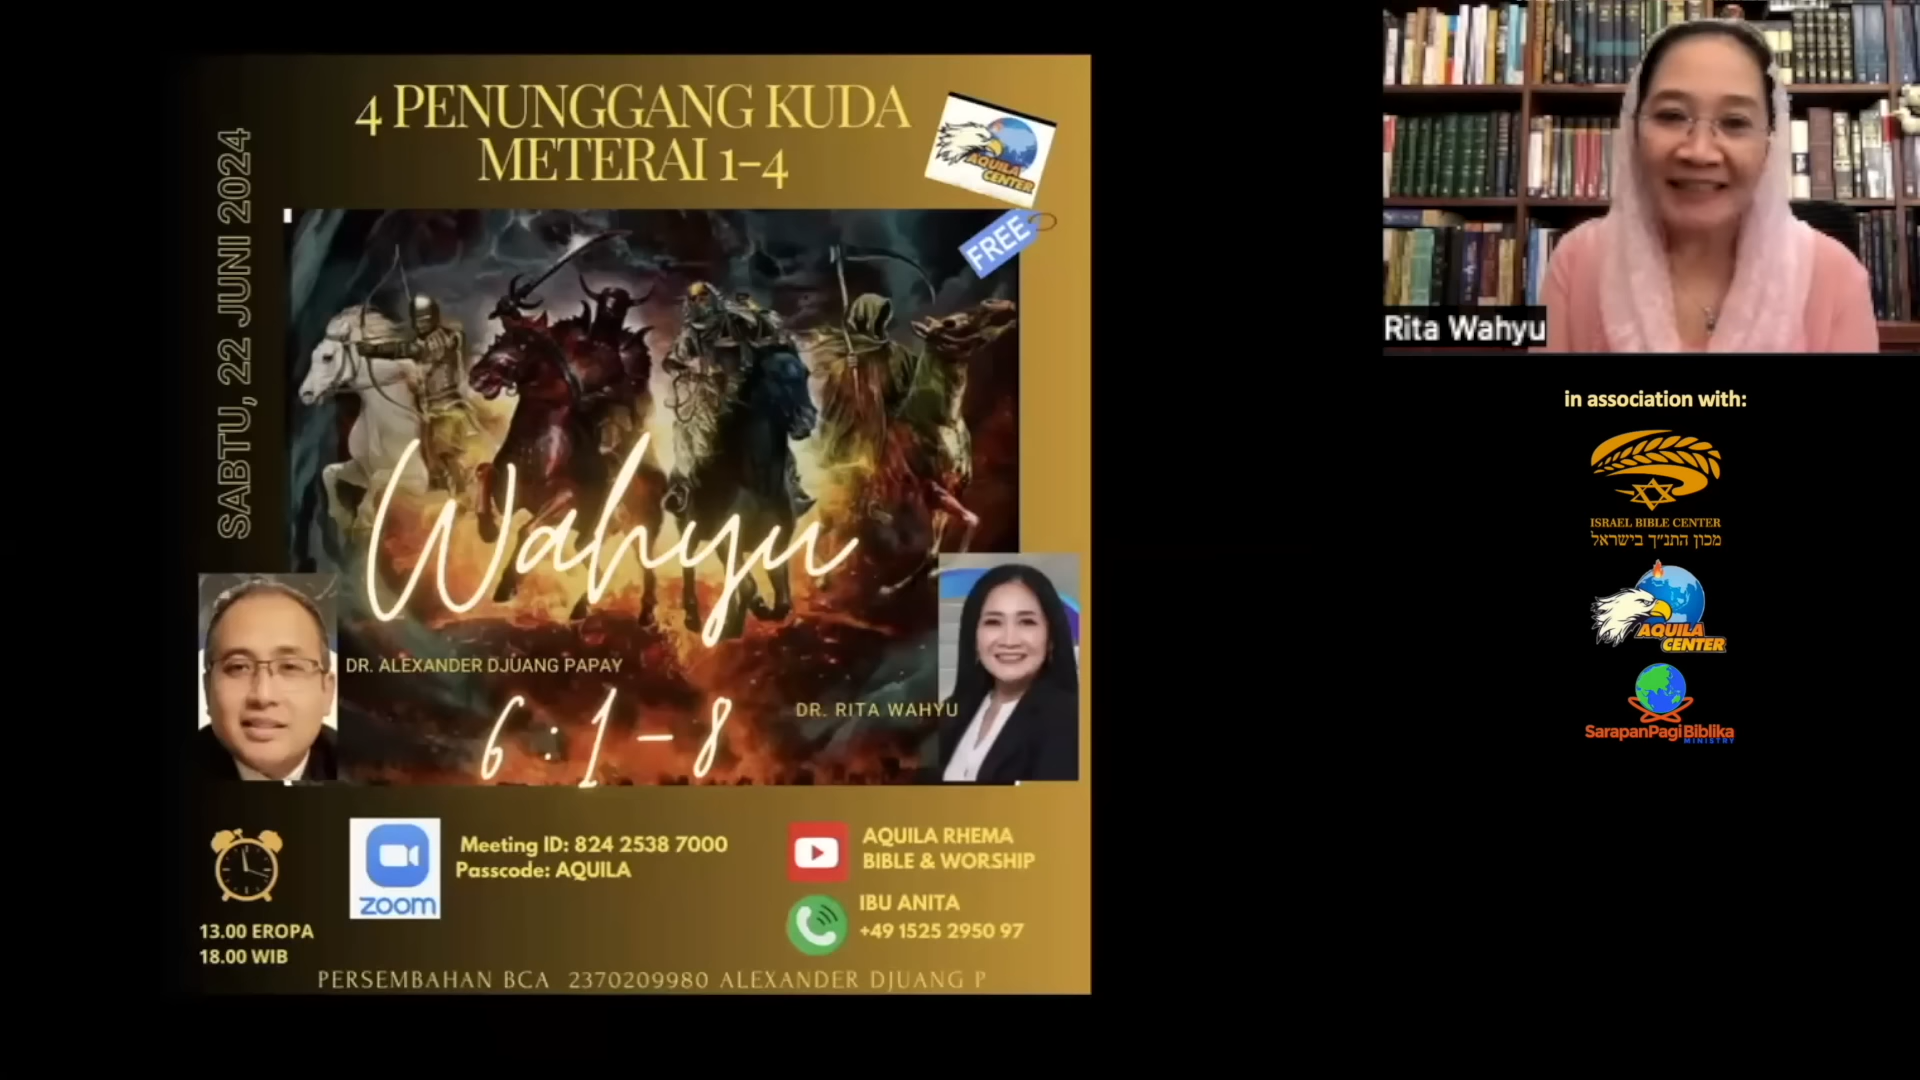 4 PENUNGGANG KUDA
METERAI 1–4
AQUILA
CENTER
FREE
SABTU, 22 JUNI 2024
Wahyu
6:1–8
DR. ALEXANDER DJUANG PAPAY
DR. RITA WAHYU
13.00 EROPA
18.00 WIB
zoom
Meeting ID: 824 2538 7000
Passcode: AQUILA
AQUILA RHEMA
BIBLE & WORSHIP
IBU ANITA
+49 1525 2950 97
PERSEMBAHAN BCA 2370209980 ALEXANDER DJUANG P
Rita Wahyu
in association with:
ISRAEL BIBLE CENTER
מכון התנ״ך בישראל
AQUILA
CENTER
SarapanPagi Biblika
MINISTRY